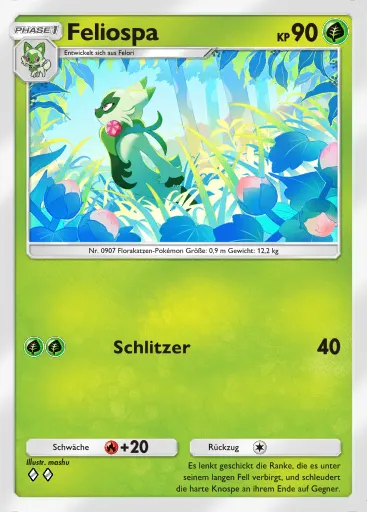 PHASE 1
Feliospa
KP 90
Entwickelt sich aus Felori
Nr. 0907 Florakatzen-Pokémon Größe: 0,9 m Gewicht: 12,2 kg
Schlitzer 40
Schwäche +20
Rückzug
Illustr. mashu
Es lenkt geschickt die Ranke, die es unter
seinem langen Fell verbirgt, und schleudert
die harte Knospe an ihrem Ende auf Gegner.